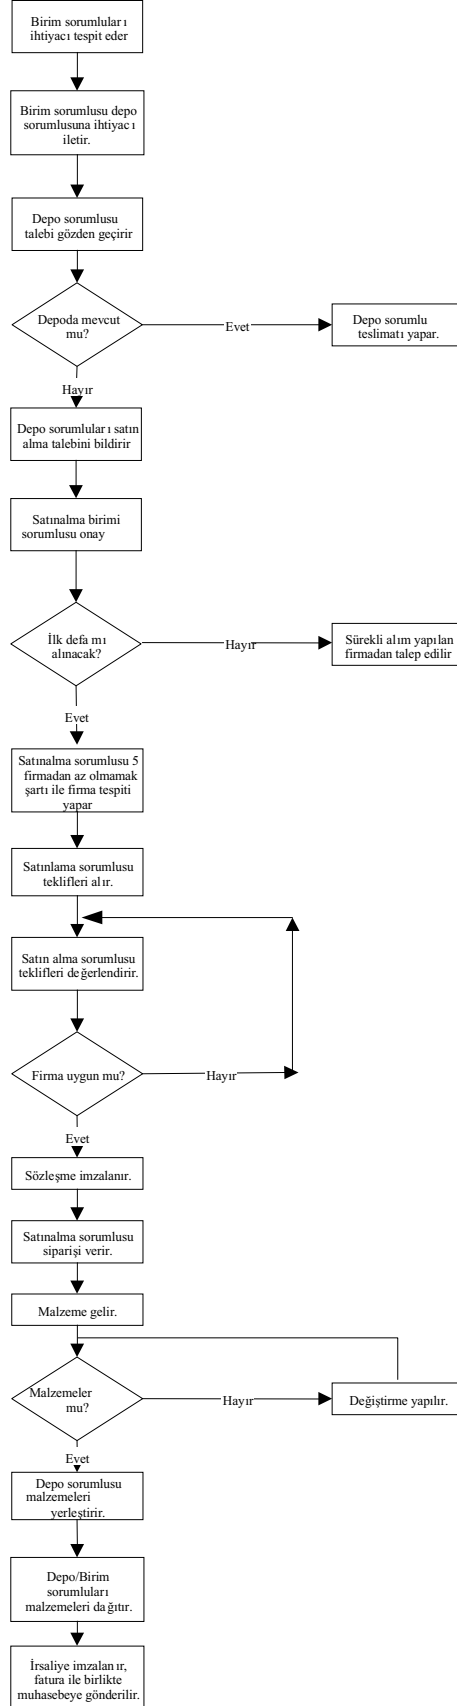 Birim sorumluları
ihtiyacı tespit eder
Birim sorumlusu depo
sorumlusuna ihtiyacı
iletir.
Depo sorumlusu
talebi gözden geçirir
Depoda mevcut
mu?
Evet
Depo sorumlu
teslimatı yapar.
Hayır
Depo sorumluları satın
alma talebini bildirir
Satınalma birimi
sorumlusu onay
İlk defa mı
alınacak?
Hayır
Sürekli alım yapılan
firmadan talep edilir
Evet
Satınalma sorumlusu 5
firmadan az olmamak
şartı ile firma tespiti
yapar
Satınlama sorumlusu
teklifleri alır.
Satın alma sorumlusu
teklifleri değerlendirir.
Firma uygun mu?
Hayır
Evet
Sözleşme imzalanır.
Satınalma sorumlusu
siparişi verir.
Malzeme gelir.
Malzemeler
mu?
Hayır
Değiştirme yapılır.
Evet
Depo sorumlusu
malzemeleri
yerleştirir.
Depo/Birim
sorumluları
malzemeleri dağıtır.
İrsaliye imzalanır,
fatura ile birlikte
muhasebeye gönderilir.